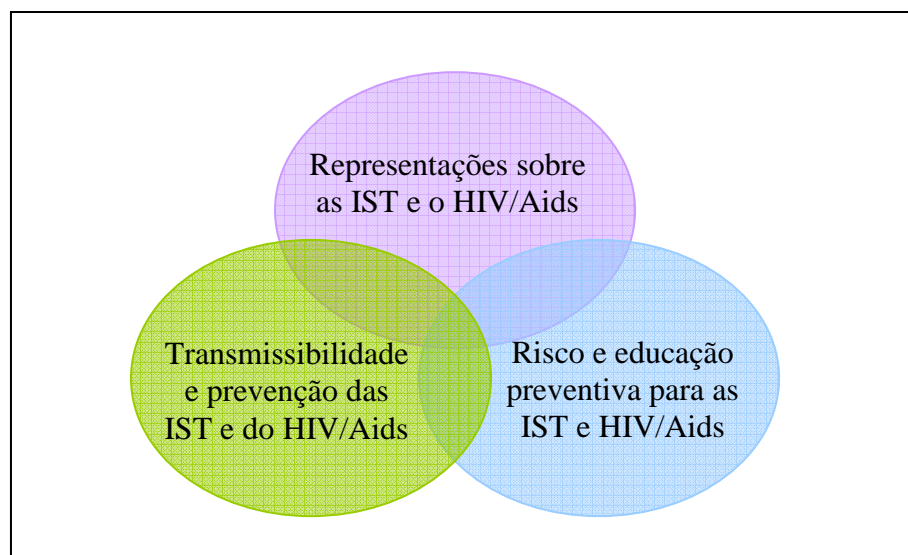 Representações sobre
as IST e o HIV/Aids
Transmissibilidade
e prevenção das
IST e do HIV/Aids
Risco e educação
preventiva para as
IST e HIV/Aids